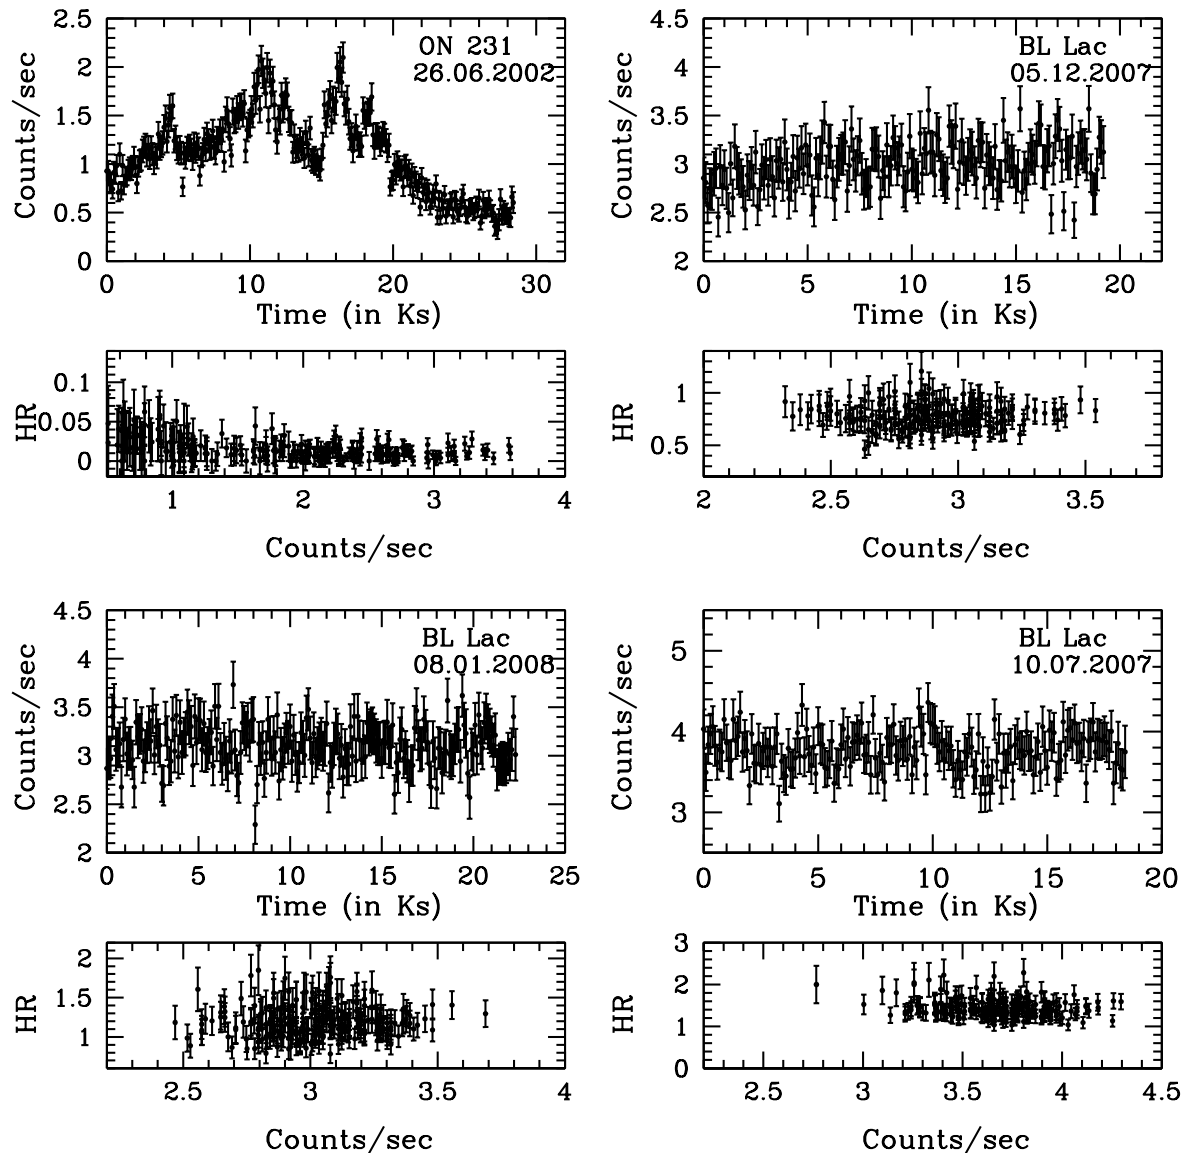 2.5
2
1.5
1
0.5
0
Counts/sec
ON 231
26.06.2002
0 10 20 30
Time (in Ks)
4.5
4
3.5
3
2.5
2
Counts/sec
BL Lac
05.12.2007
0 5 10 15 20
Time (in Ks)
0.1
0.05
0
HR
1 2 3 4
Counts/sec
1
0.5
HR
2 2.5 3 3.5
Counts/sec
4.5
4
3.5
3
2.5
2
Counts/sec
BL Lac
08.01.2008
0 5 10 15 20 25
Time (in Ks)
5
4
3
Counts/sec
BL Lac
10.07.2007
0 5 10 15 20
Time (in Ks)
2
1.5
1
HR
2.5 3 3.5 4
Counts/sec
3
2
1
0
HR
2.5 3 3.5 4 4.5
Counts/sec